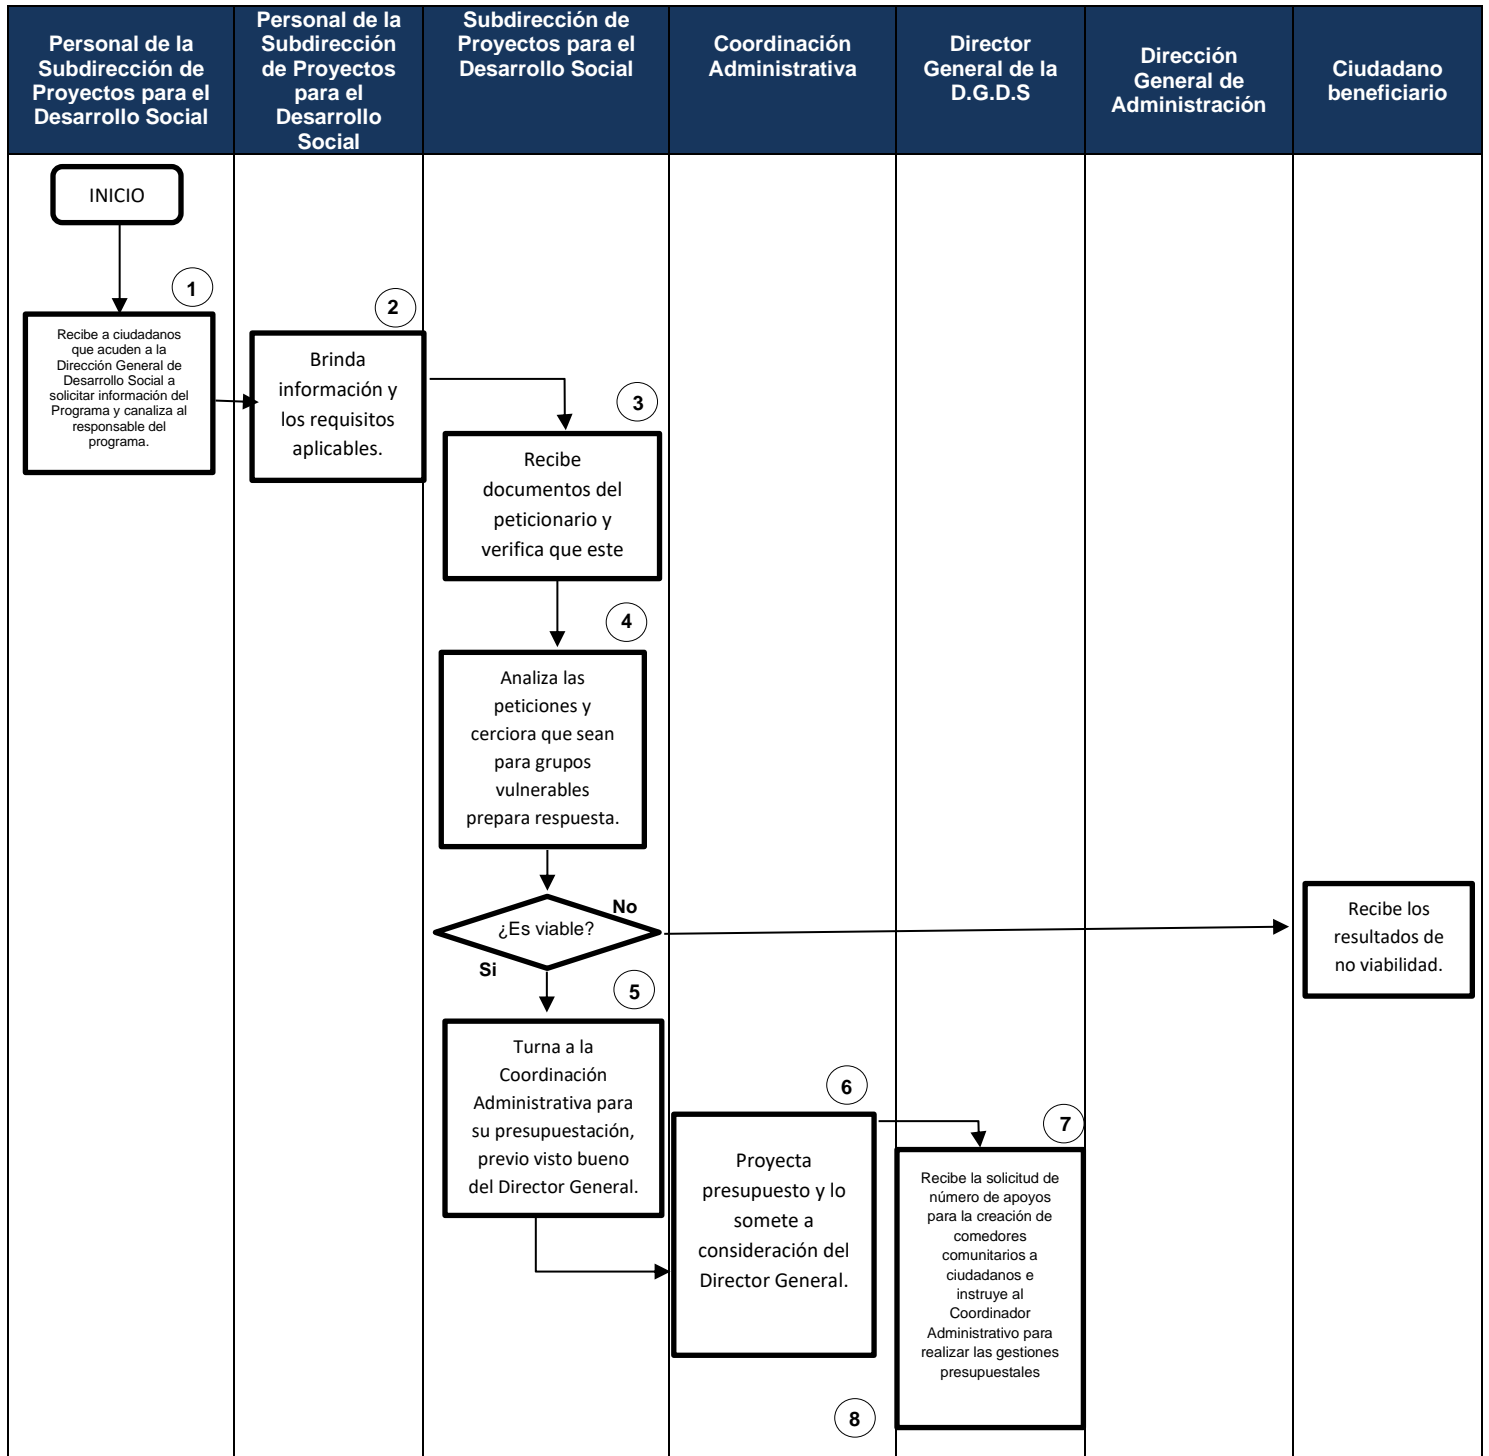 Personal de la
Subdirección de
Proyectos para el
Desarrollo Social
Personal de la
Subdirección
de Proyectos
para el
Desarrollo
Social
Subdirección de
Proyectos para el
Desarrollo Social
Coordinación
Administrativa
Director
General de la
D.G.D.S
Dirección
General de
Administración
Ciudadano
beneficiario
INICIO
1
Recibe a ciudadanos
que acuden a la
Dirección General de
Desarrollo Social a
solicitar información del
Programa y canaliza al
responsable del
programa.
2
Brinda
información y
los requisitos
aplicables.
3
Recibe
documentos del
peticionario y
verifica que este
4
Analiza las
peticiones y
cerciora que sean
para grupos
vulnerables
prepara respuesta.
¿Es viable?
No
Si
Recibe los
resultados de
no viabilidad.
5
Turna a la
Coordinación
Administrativa para
su presupuestación,
previo visto bueno
del Director General.
6
Proyecta
presupuesto y lo
somete a
consideración del
Director General.
7
Recibe la solicitud de
número de apoyos
para la creación de
comedores
comunitarios a
ciudadanos e
instruye al
Coordinador
Administrativo para
realizar las gestiones
presupuestales
8